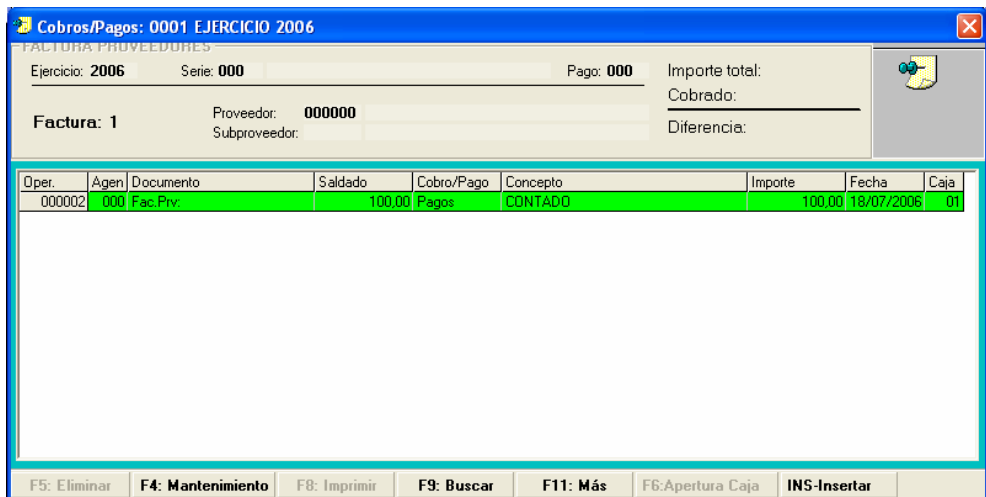 Cobros/Pagos: 0001 EJERCICIO 2006
FACTURA PROVEEDORES
Ejercicio: 2006 Serie: 000 Pago: 000 Importe total:
Cobrado:
Factura: 1 Proveedor: 000000
Subproveedor: Diferencia:
Oper. Agen Documento Saldado Cobro/Pago Concepto Importe Fecha Caja
000002 000 Fac.Prv: 100,00 Pagos CONTADO 100,00 18/07/2006 01
F5: Eliminar F4: Mantenimiento F8: Imprimir F9: Buscar F11: Más F6:Apertura Caja INS-Insertar